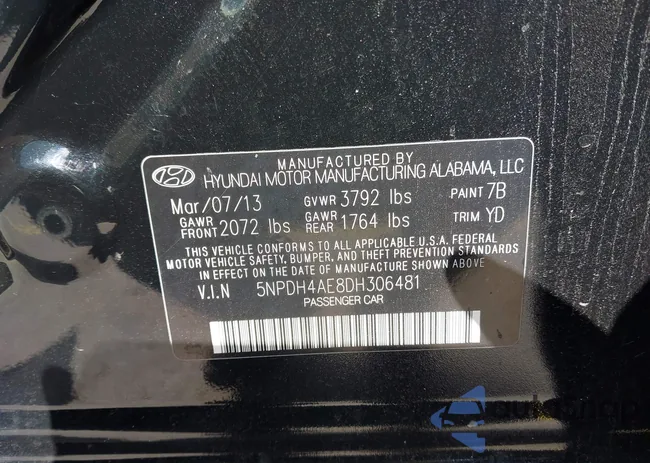 MANUFACTURED BY
HYUNDAI MOTOR MANUFACTURING ALABAMA, LLC
Mar/07/13 GVWR 3792 lbs PAINT 7B
GAWR FRONT 2072 lbs GAWR REAR 1764 lbs TRIM YD
THIS VEHICLE CONFORMS TO ALL APPLICABLE U.S.A. FEDERAL
MOTOR VEHICLE SAFETY, BUMPER, AND THEFT PREVENTION STANDARDS
IN EFFECT ON THE DATE OF MANUFACTURE SHOWN ABOVE
V.I.N 5NPDH4AE8DH306481
PASSENGER CAR
autosnap